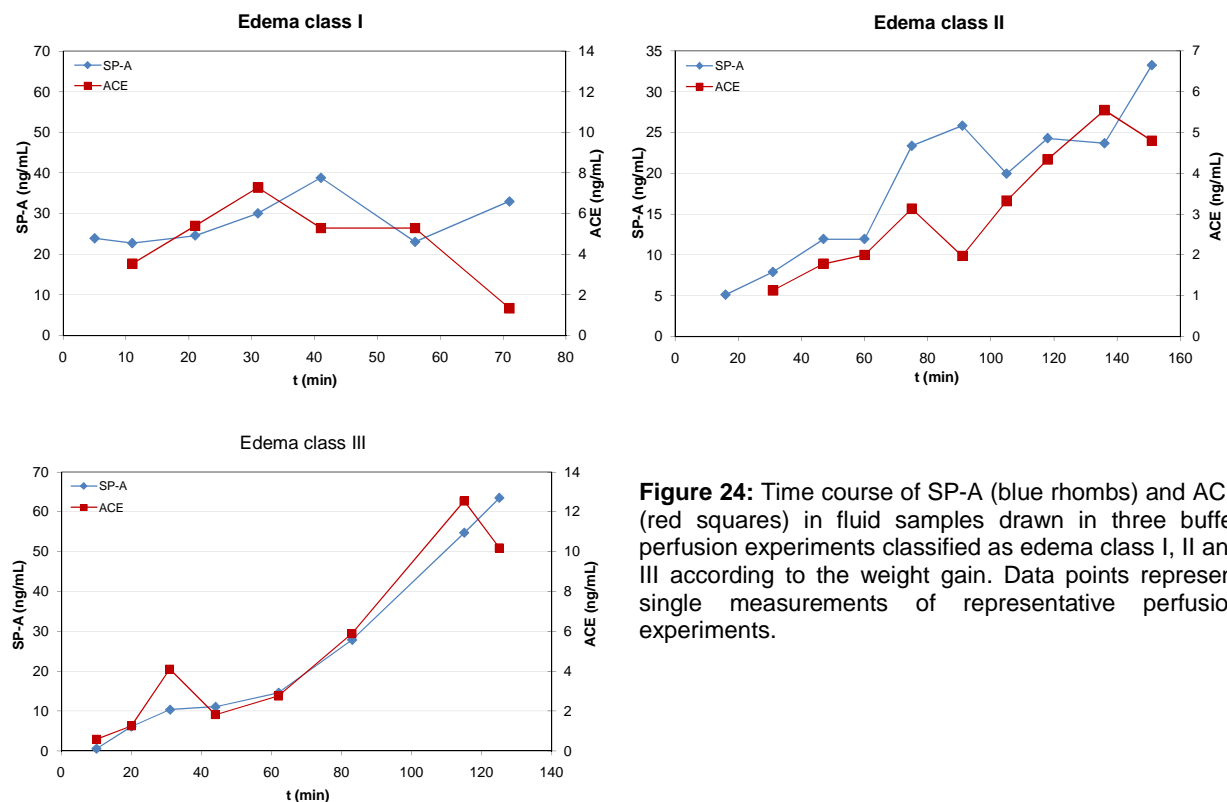 Edema class I
70
60
50
40
30
20
10
0
SP-A (ng/mL)
14
12
10
8
6
4
2
0
ACE (ng/mL)
SP-A
ACE
0 10 20 30 40 50 60 70 80
t (min)
Edema class II
35
30
25
20
15
10
5
0
SP-A (ng/mL)
7
6
5
4
3
2
1
0
ACE (ng/mL)
SP-A
ACE
0 20 40 60 80 100 120 140 160
t (min)
Edema class III
70
60
50
40
30
20
10
0
SP-A (ng/mL)
14
12
10
8
6
4
2
0
ACE (ng/mL)
SP-A
ACE
0 20 40 60 80 100 120 140
t (min)
Figure 24: Time course of SP-A (blue rhombs) and AC
(red squares) in fluid samples drawn in three buffe
perfusion experiments classified as edema class I, II an
III according to the weight gain. Data points represen
single measurements of representative perfusio
experiments.